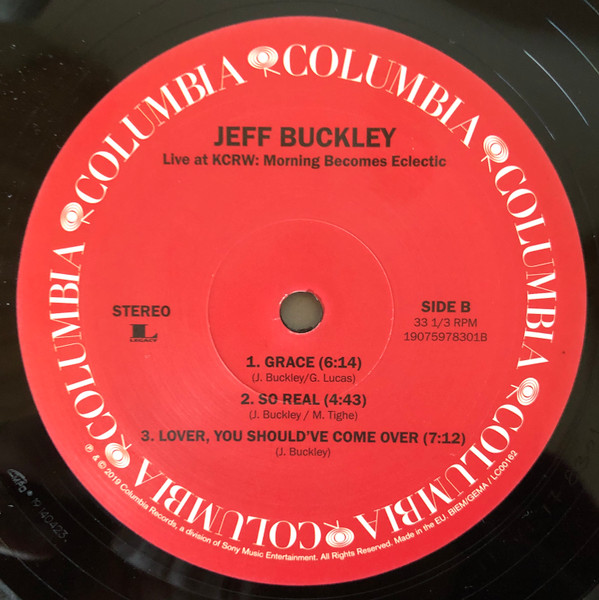 COLUMBIA COLUMBIA COLUMBIA COLUMBIA COLUMBIA COLUMBIA COLUMBIA
JEFF BUCKLEY
Live at KCRW: Morning Becomes Eclectic
STEREO
L
LEGACY
SIDE B
33 1/3 RPM
19075978301B
1. GRACE (6:14)
(J. Buckley/G. Lucas)
2. SO REAL (4:43)
(J. Buckley / M. Tighe)
3. LOVER, YOU SHOULD'VE COME OVER (7:12)
(J. Buckley)
℗ & © 2019 Columbia Records, a division of Sony Music Entertainment. All Rights Reserved. Made in the EU. BIEM/GEMA / LC00162